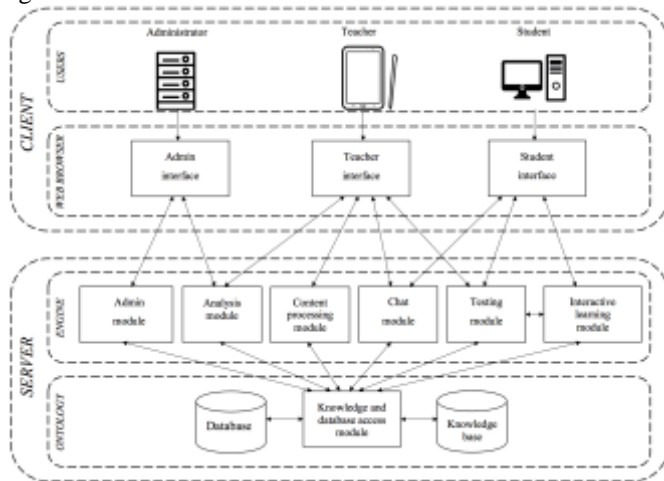 Administrator
Teacher
Student
USERS
CLIENT
WEB BROWSER
Admin
interface
Teacher
interface
Student
interface
SERVER
ENGINE
Admin
module
Analysis
module
Content
processing
module
Chat
module
Testing
module
Interactive
learning
module
ONTOLOGY
Database
Knowledge and
database access
module
Knowledge
base